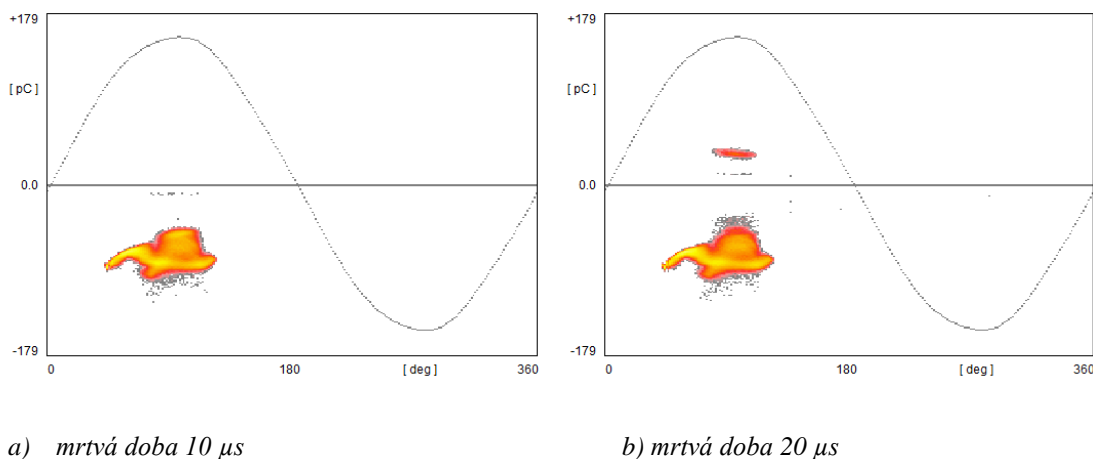 +179
[ pC ]
0.0
-179
0
180
[ deg ]
360
+179
[ pC ]
0.0
-179
0
180
[ deg ]
360
a) mrtvá doba 10 µs
b) mrtvá doba 20 µs